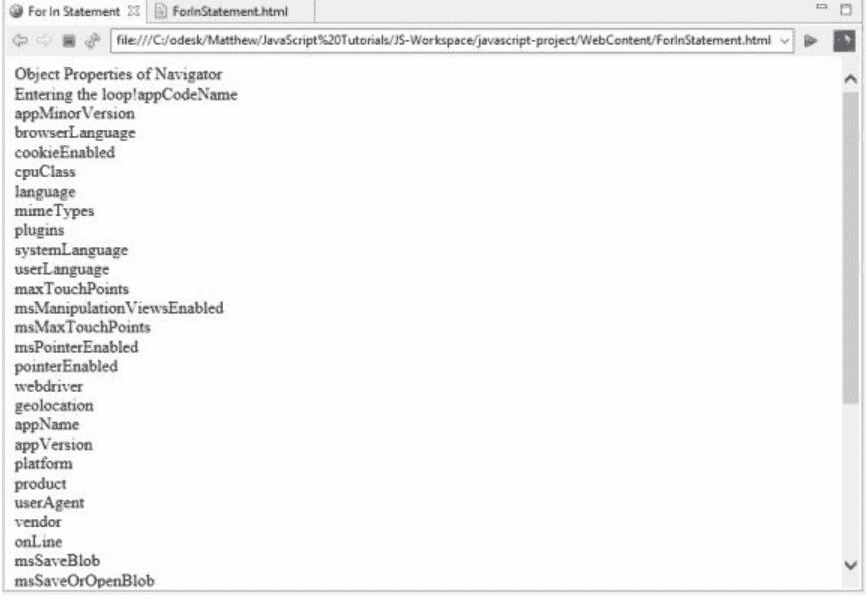 For In Statement ForInStatement.html
file:///C:/odesk/Matthew/JavaScript%20Tutorials/JS-Workspace/javascript-project/WebContent/ForInStatement.html
Object Properties of Navigator
Entering the loop!appCodeName
appMinorVersion
browserLanguage
cookieEnabled
cpuClass
language
mimeTypes
plugins
systemLanguage
userLanguage
maxTouchPoints
msManipulationViewsEnabled
msMaxTouchPoints
msPointerEnabled
pointerEnabled
webdriver
geolocation
appName
appVersion
platform
product
userAgent
vendor
onLine
msSaveBlob
msSaveOrOpenBlob